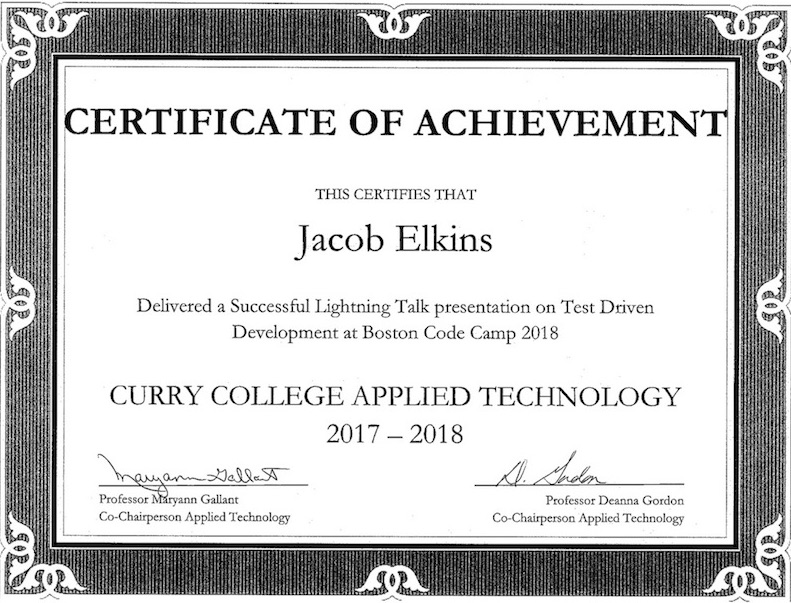 CERTIFICATE OF ACHIEVEMENT
THIS CERTIFIES THAT
Jacob Elkins
Delivered a Successful Lightning Talk presentation on Test Driven
Development at Boston Code Camp 2018
CURRY COLLEGE APPLIED TECHNOLOGY
2017 – 2018
Maryann Gallant
D. Gordon
Professor Maryann Gallant
Professor Deanna Gordon
Co-Chairperson Applied Technology
Co-Chairperson Applied Technology